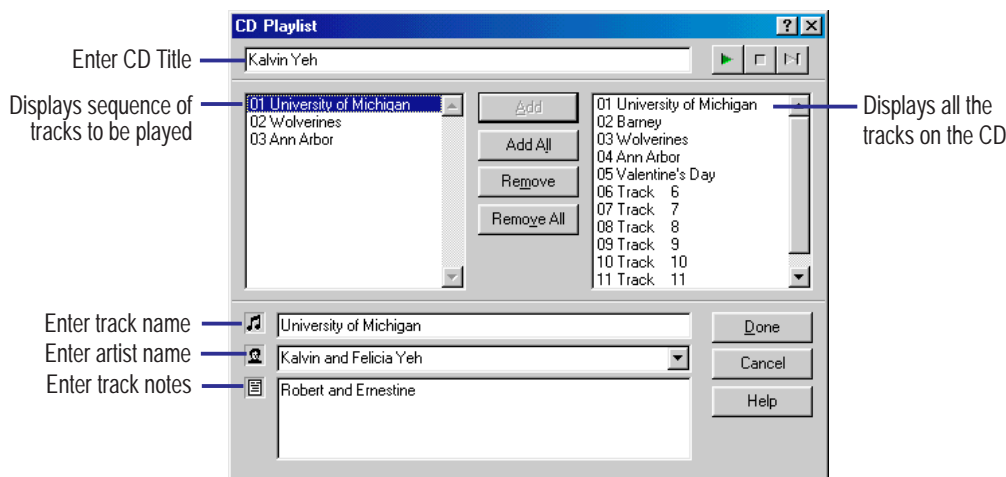 CD Playlist
Enter CD Title
Kalvin Yeh
Displays sequence of
tracks to be played
01 University of Michigan
02 Wolverines
03 Ann Arbor
Add
Add All
Remove
Remove All
01 University of Michigan
02 Barney
03 Wolverines
04 Ann Arbor
05 Valentine's Day
06 Track 6
07 Track 7
08 Track 8
09 Track 9
10 Track 10
11 Track 11
Displays all the
tracks on the CD
Enter track name
University of Michigan
Enter artist name
Kalvin and Felicia Yeh
Enter track notes
Robert and Ernestine
Done
Cancel
Help